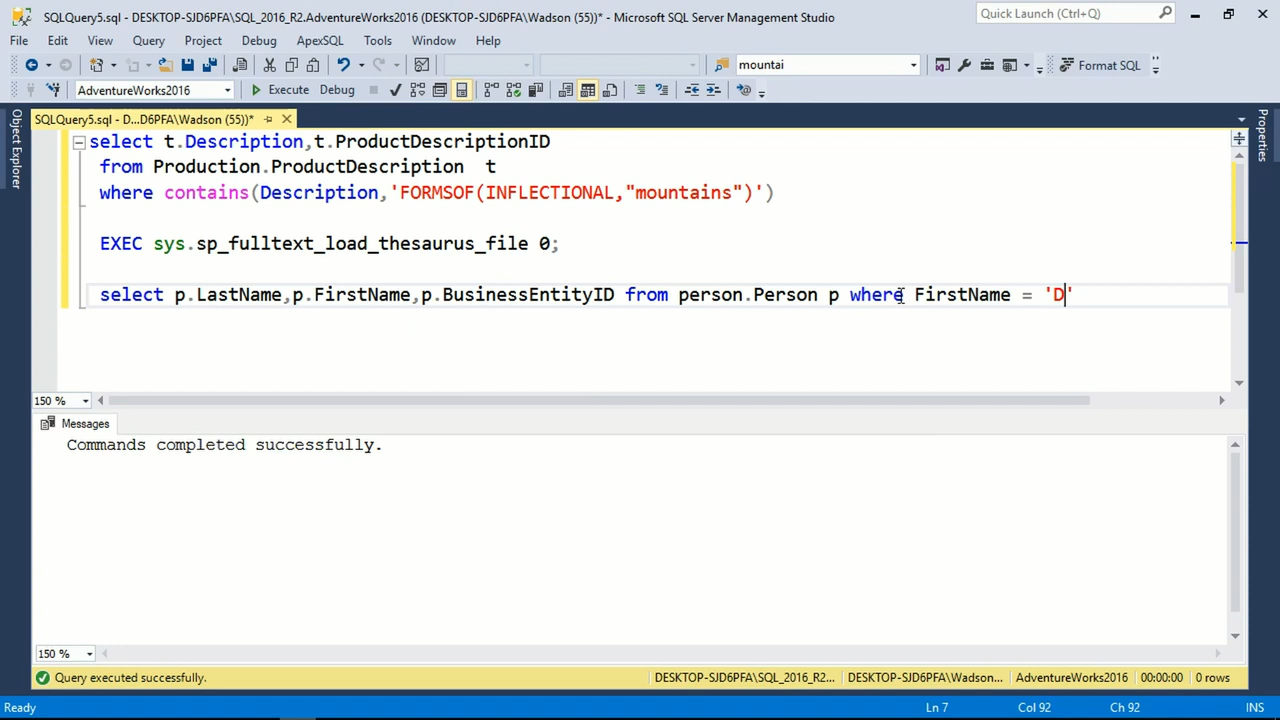 SQLQuery5.sql - DESKTOP-SJD6PFA\SQL_2016_R2.AdventureWorks2016 (DESKTOP-SJD6PFA\Wadson (55))* - Microsoft SQL Server Management Studio
Quick Launch (Ctrl+Q)
File Edit View Query Project Debug ApexSQL Tools Window Help
mountai
Format SQL
AdventureWorks2016
Execute Debug
SQLQuery5.sql - D...D6PFA\Wadson (55))*
Object Explorer
Properties
select t.Description,t.ProductDescriptionID
from Production.ProductDescription t
where contains(Description,'FORMSOF(INFLECTIONAL,"mountains")')
EXEC sys.sp_fulltext_load_thesaurus_file 0;
select p.LastName,p.FirstName,p.BusinessEntityID from person.Person p where FirstName = 'D'
150 %
Messages
Commands completed successfully.
150 %
Query executed successfully.
DESKTOP-SJD6PFA\SQL_2016_R2... DESKTOP-SJD6PFA\Wadson... AdventureWorks2016 00:00:00 0 rows
Ready Ln 7 Col 92 Ch 92 INS